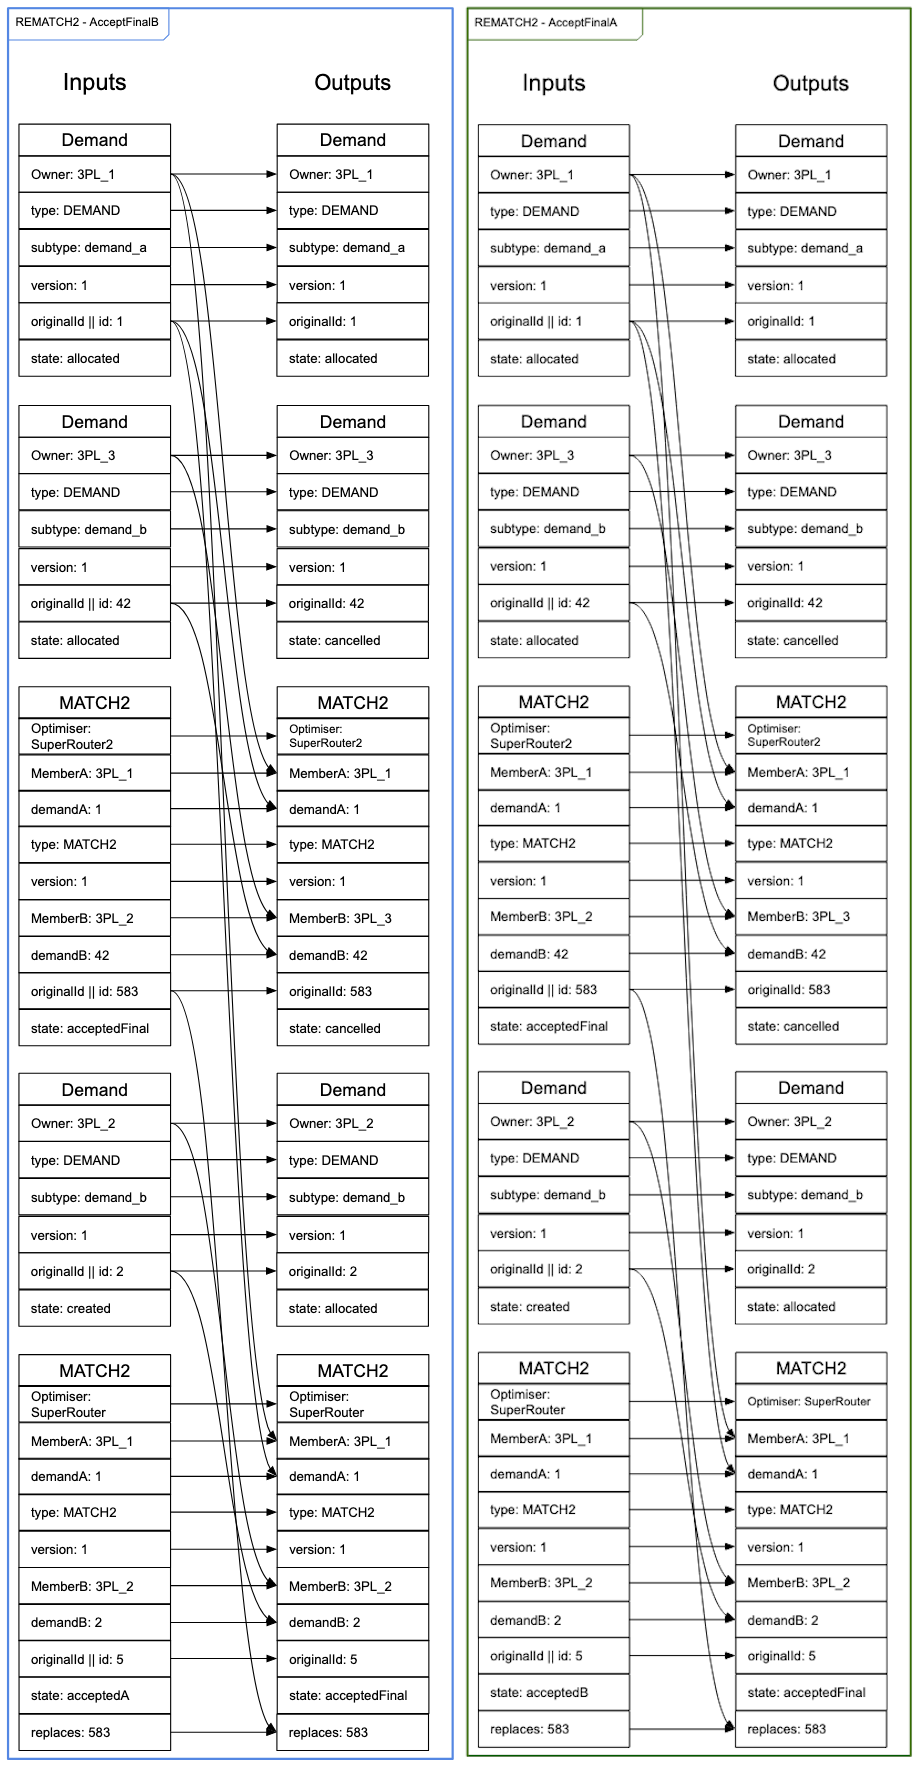 REMATCH2 - AcceptFinalB
Inputs
Outputs
Demand
Owner: 3PL_1
type: DEMAND
subtype: demand_a
version: 1
originalId || id: 1
state: allocated
Demand
Owner: 3PL_1
type: DEMAND
subtype: demand_a
version: 1
originalId: 1
state: allocated
Demand
Owner: 3PL_3
type: DEMAND
subtype: demand_b
version: 1
originalId || id: 42
state: allocated
Demand
Owner: 3PL_3
type: DEMAND
subtype: demand_b
version: 1
originalId: 42
state: cancelled
MATCH2
Optimiser:
SuperRouter2
MemberA: 3PL_1
demandA: 1
type: MATCH2
version: 1
MemberB: 3PL_2
demandB: 42
originalId || id: 583
state: acceptedFinal
MATCH2
Optimiser:
SuperRouter2
MemberA: 3PL_1
demandA: 1
type: MATCH2
version: 1
MemberB: 3PL_3
demandB: 42
originalId: 583
state: cancelled
Demand
Owner: 3PL_2
type: DEMAND
subtype: demand_b
version: 1
originalId || id: 2
state: created
Demand
Owner: 3PL_2
type: DEMAND
subtype: demand_b
version: 1
originalId: 2
state: allocated
MATCH2
Optimiser:
SuperRouter
MemberA: 3PL_1
demandA: 1
type: MATCH2
version: 1
MemberB: 3PL_2
demandB: 2
originalId || id: 5
state: acceptedA
replaces: 583
MATCH2
Optimiser:
SuperRouter
MemberA: 3PL_1
demandA: 1
type: MATCH2
version: 1
MemberB: 3PL_2
demandB: 2
originalId: 5
state: acceptedFinal
replaces: 583
REMATCH2 - AcceptFinalA
Inputs
Outputs
Demand
Owner: 3PL_1
type: DEMAND
subtype: demand_a
version: 1
originalId || id: 1
state: allocated
Demand
Owner: 3PL_1
type: DEMAND
subtype: demand_a
version: 1
originalId: 1
state: allocated
Demand
Owner: 3PL_3
type: DEMAND
subtype: demand_b
version: 1
originalId || id: 42
state: allocated
Demand
Owner: 3PL_3
type: DEMAND
subtype: demand_b
version: 1
originalId: 42
state: cancelled
MATCH2
Optimiser:
SuperRouter2
MemberA: 3PL_1
demandA: 1
type: MATCH2
version: 1
MemberB: 3PL_2
demandB: 42
originalId || id: 583
state: acceptedFinal
MATCH2
Optimiser:
SuperRouter2
MemberA: 3PL_1
demandA: 1
type: MATCH2
version: 1
MemberB: 3PL_3
demandB: 42
originalId: 583
state: cancelled
Demand
Owner: 3PL_2
type: DEMAND
subtype: demand_b
version: 1
originalId || id: 2
state: created
Demand
Owner: 3PL_2
type: DEMAND
subtype: demand_b
version: 1
originalId: 2
state: allocated
MATCH2
Optimiser:
SuperRouter
MemberA: 3PL_1
demandA: 1
type: MATCH2
version: 1
MemberB: 3PL_2
demandB: 2
originalId || id: 5
state: acceptedB
replaces: 583
MATCH2
Optimiser: SuperRouter
MemberA: 3PL_1
demandA: 1
type: MATCH2
version: 1
MemberB: 3PL_2
demandB: 2
originalId: 5
state: acceptedFinal
replaces: 583